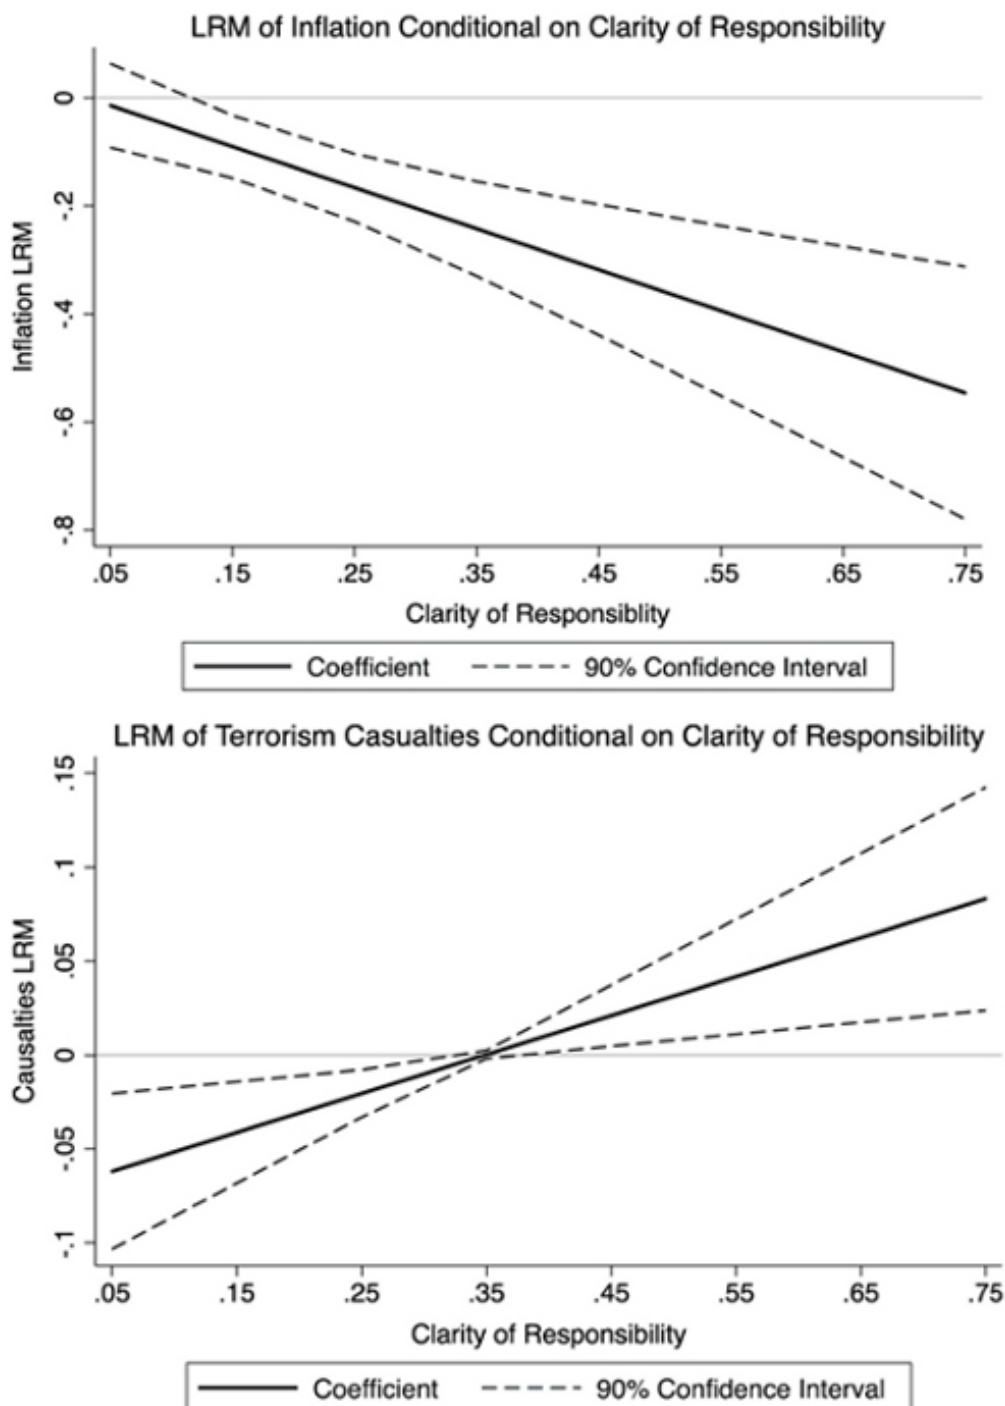 LRM of Inflation Conditional on Clarity of Responsibility
Inflation LRM
0
-.2
-.4
-.6
-.8
.05 .15 .25 .35 .45 .55 .65 .75
Clarity of Responsiblity
Coefficient 90% Confidence Interval
LRM of Terrorism Casualties Conditional on Clarity of Responsibility
Causalties LRM
.15
.1
.05
0
-.05
-.1
.05 .15 .25 .35 .45 .55 .65 .75
Clarity of Responsibility
Coefficient 90% Confidence Interval